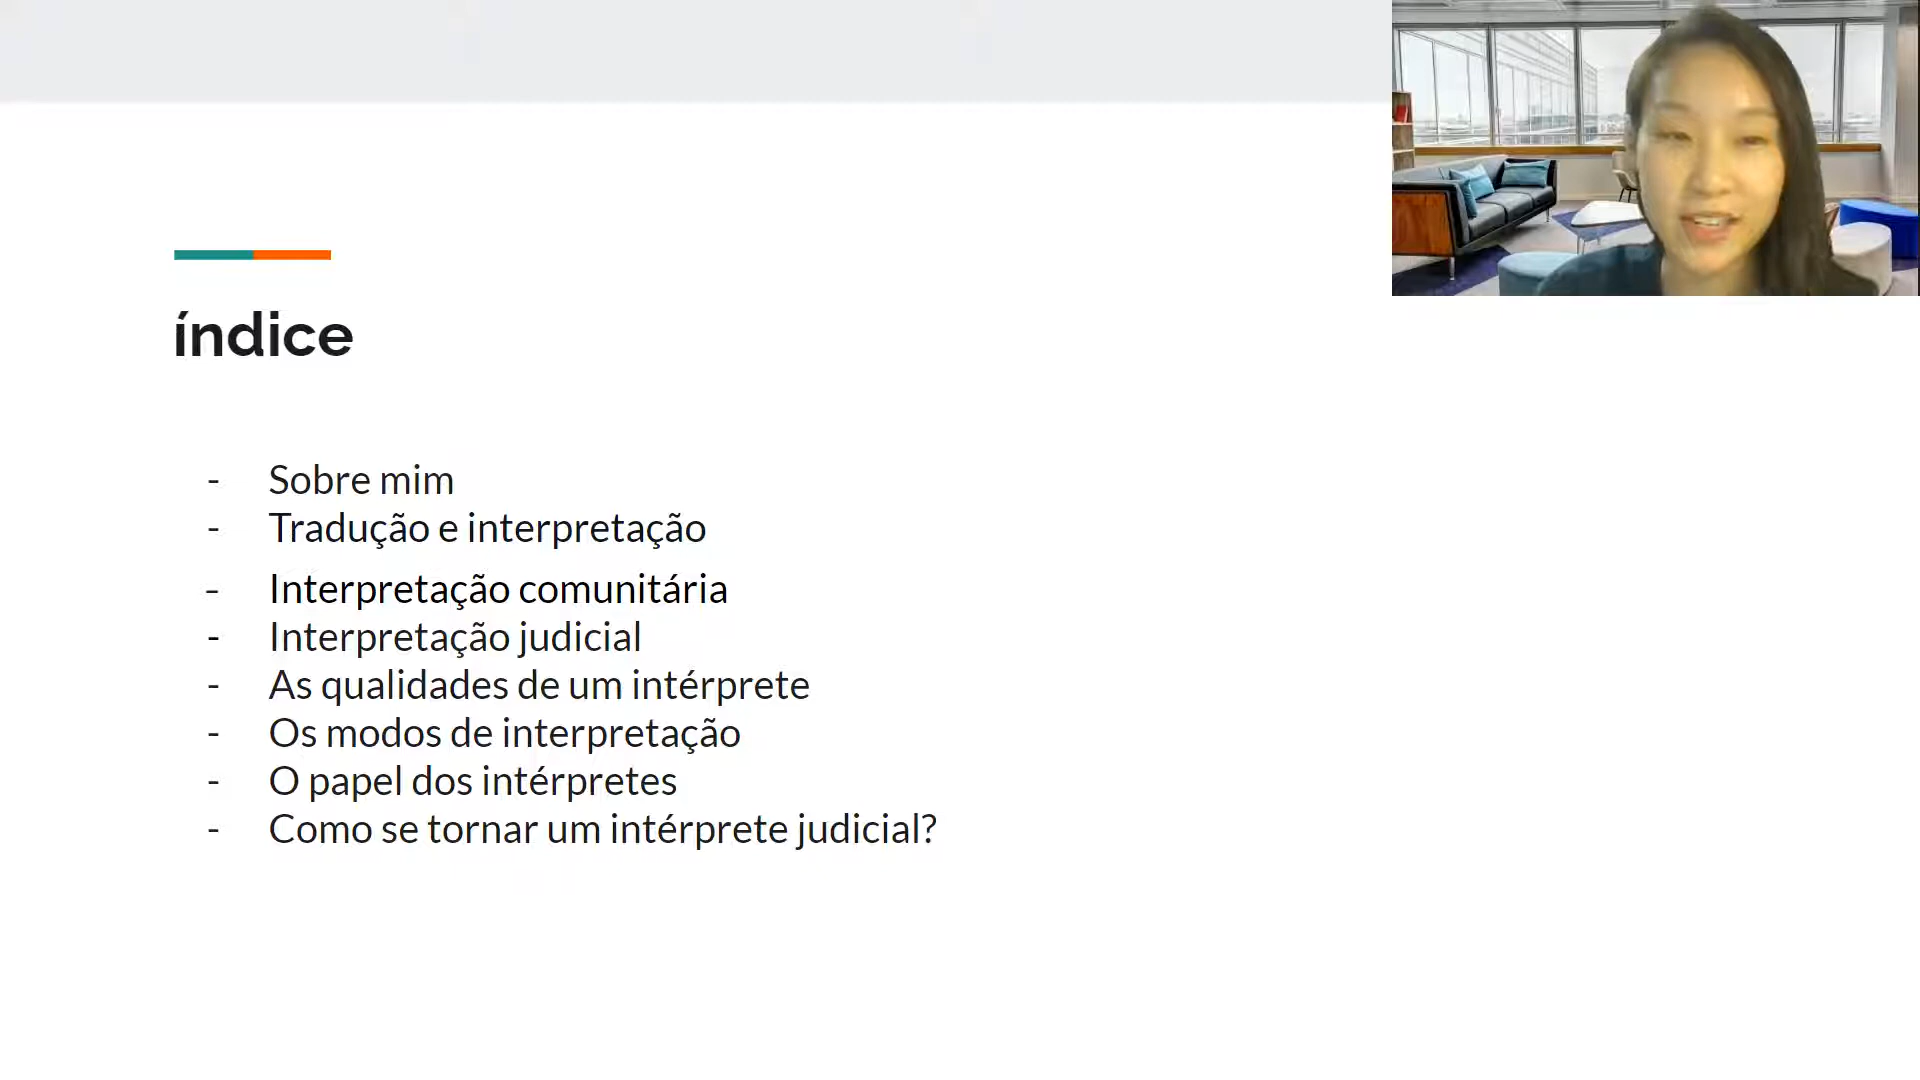 índice
- Sobre mim
- Tradução e interpretação
- Interpretação comunitária
- Interpretação judicial
- As qualidades de um intérprete
- Os modos de interpretação
- O papel dos intérpretes
- Como se tornar um intérprete judicial?